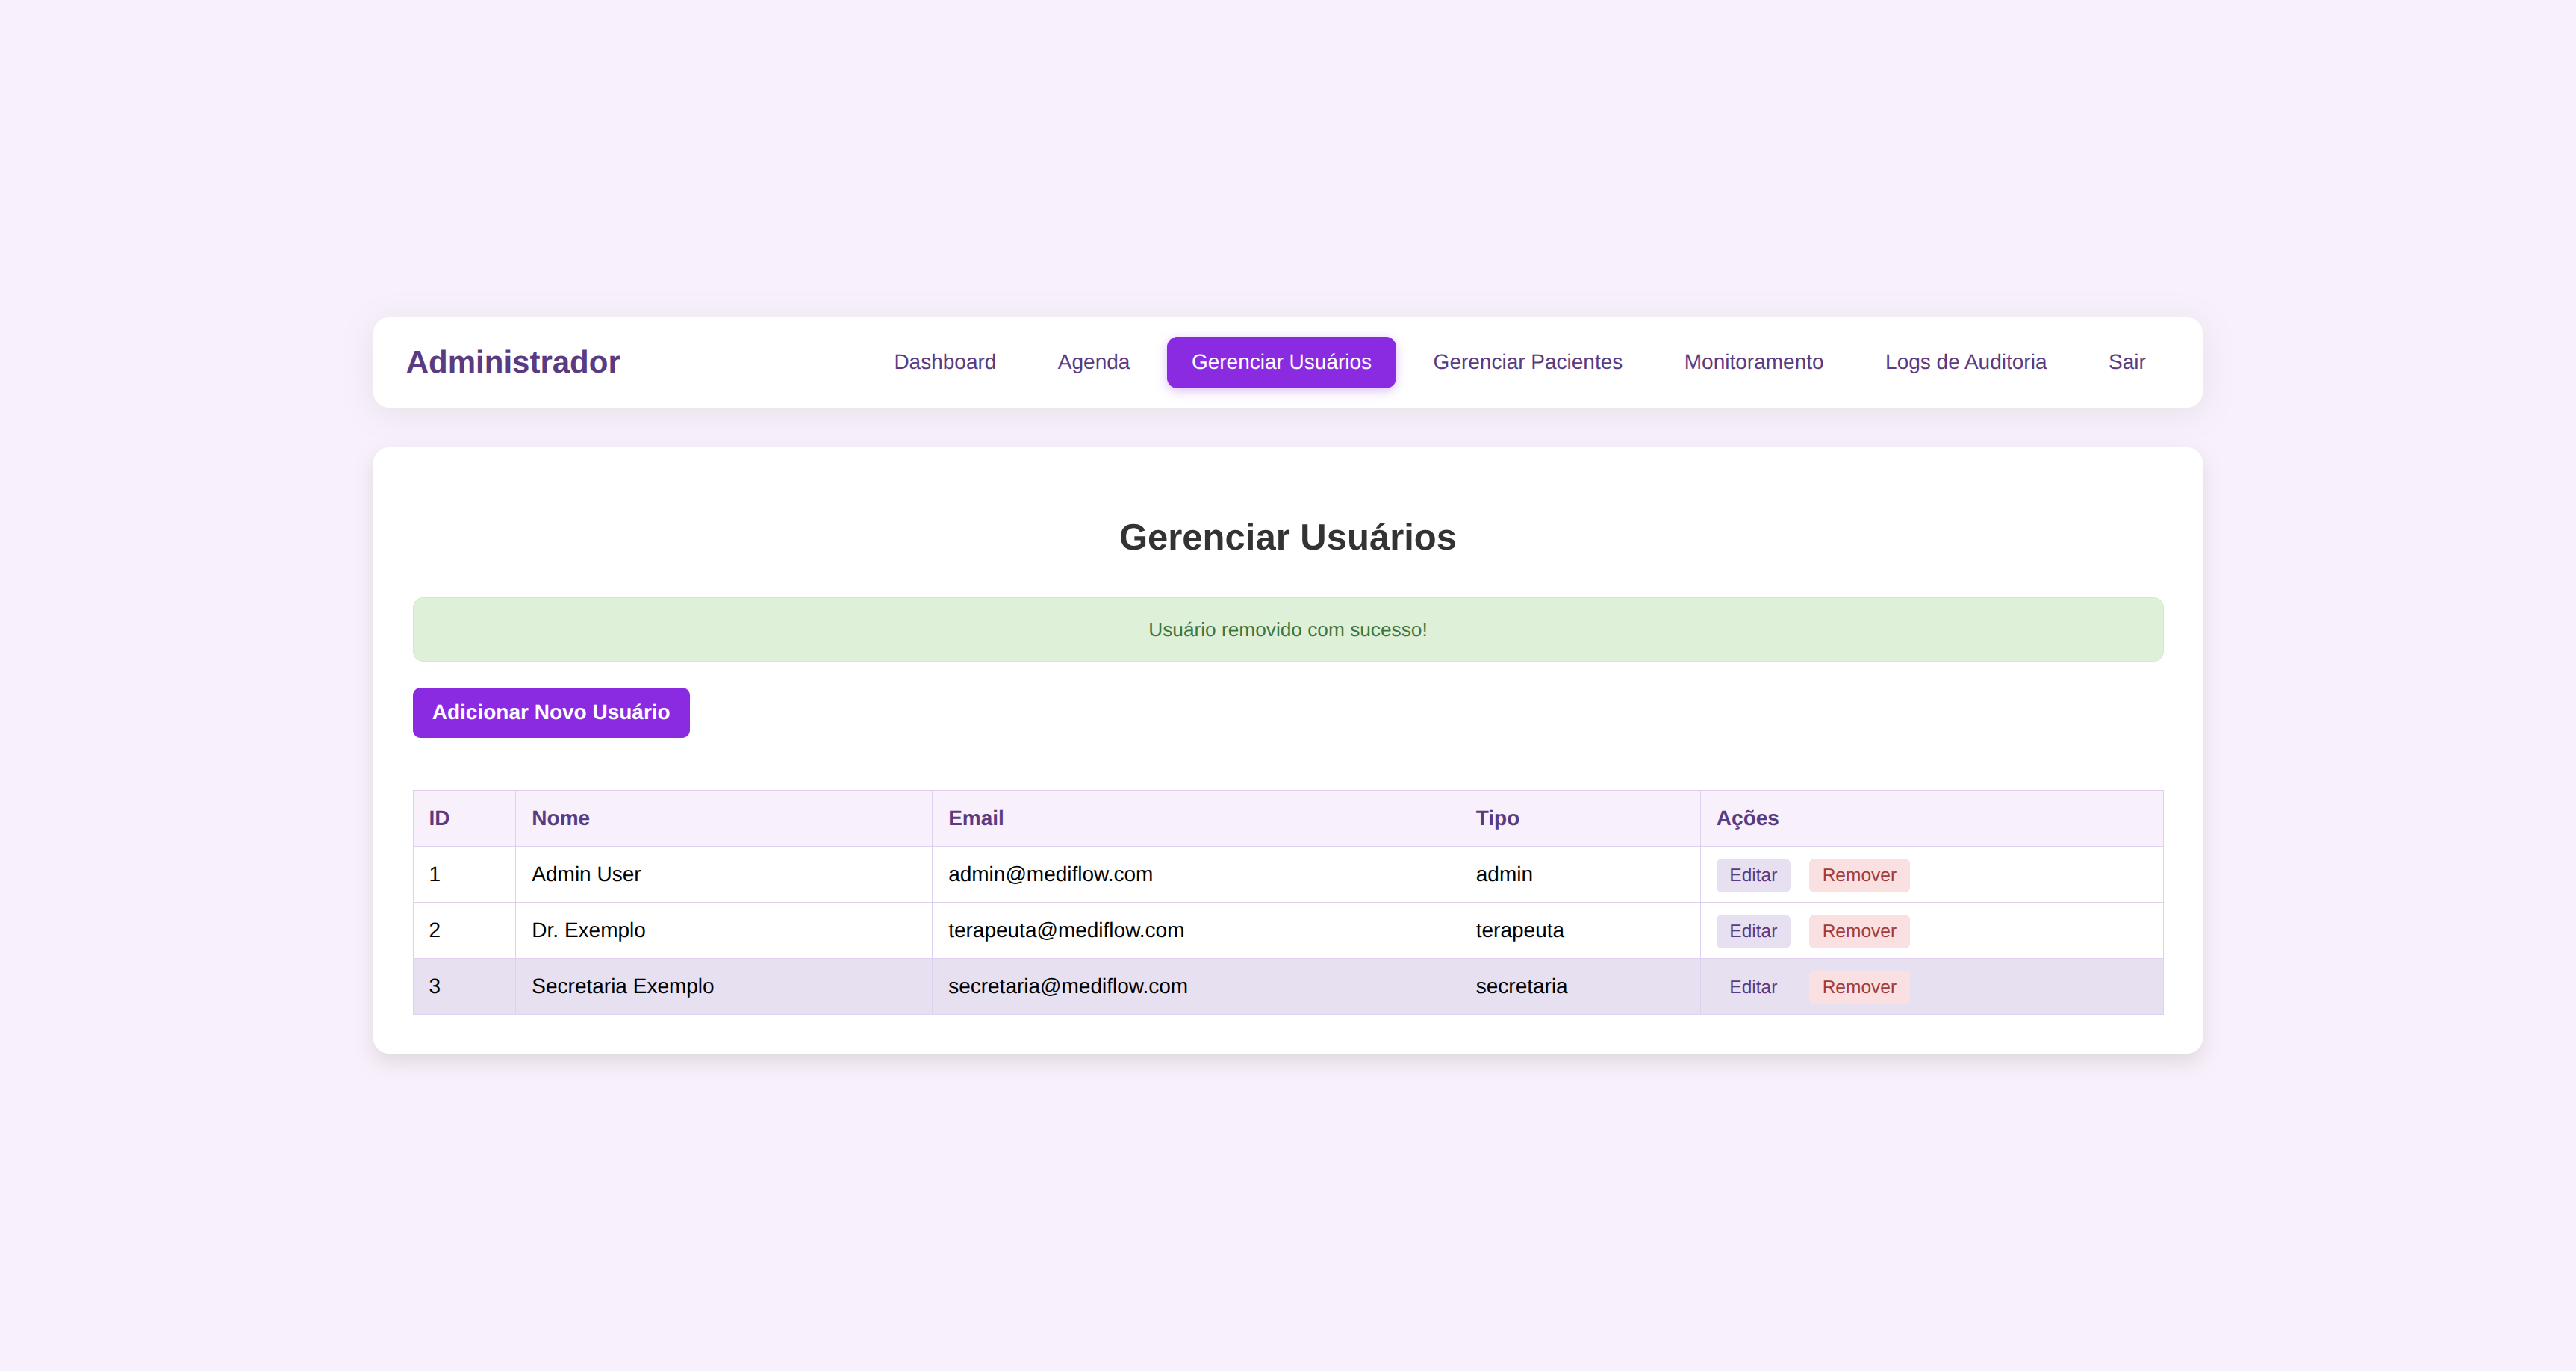 Administrador Dashboard Agenda Gerenciar Usuários Gerenciar Pacientes Monitoramento Logs de Auditoria Sair
Gerenciar Usuários
Usuário removido com sucesso!
Adicionar Novo Usuário
ID Nome Email Tipo Ações
1 Admin User admin@mediflow.com admin Editar Remover
2 Dr. Exemplo terapeuta@mediflow.com terapeuta Editar Remover
3 Secretaria Exemplo secretaria@mediflow.com secretaria Editar Remover